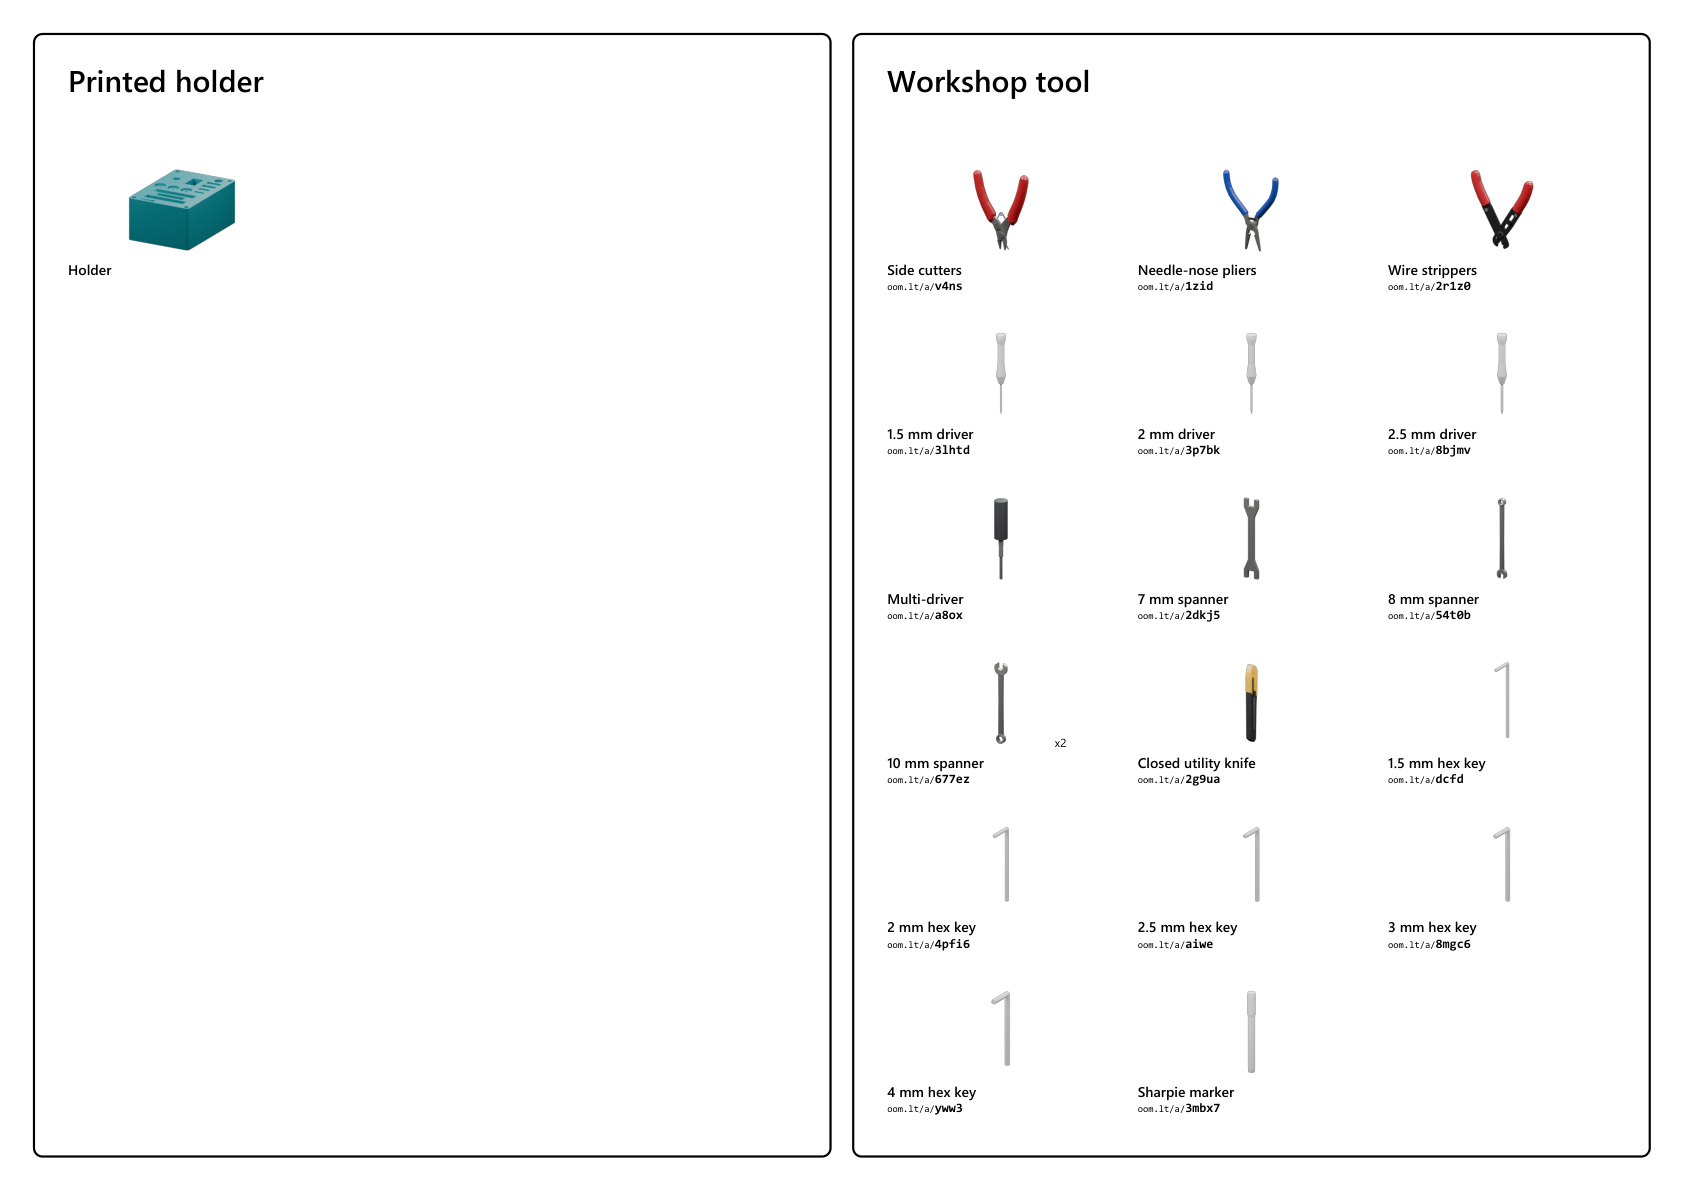 Printed holder
Holder
Workshop tool
Side cutters
oom.lt/a/v4ns
Needle-nose pliers
oom.lt/a/1zid
Wire strippers
oom.lt/a/2r1z0
1.5 mm driver
oom.lt/a/3lhtd
2 mm driver
oom.lt/a/3p7bk
2.5 mm driver
oom.lt/a/8bjmv
Multi-driver
oom.lt/a/a8ox
7 mm spanner
oom.lt/a/2dkj5
8 mm spanner
oom.lt/a/54t0b
x2
10 mm spanner
oom.lt/a/677ez
Closed utility knife
oom.lt/a/2g9ua
1.5 mm hex key
oom.lt/a/dcfd
2 mm hex key
oom.lt/a/4pfi6
2.5 mm hex key
oom.lt/a/aiwe
3 mm hex key
oom.lt/a/8mgc6
4 mm hex key
oom.lt/a/yww3
Sharpie marker
oom.lt/a/3mbx7